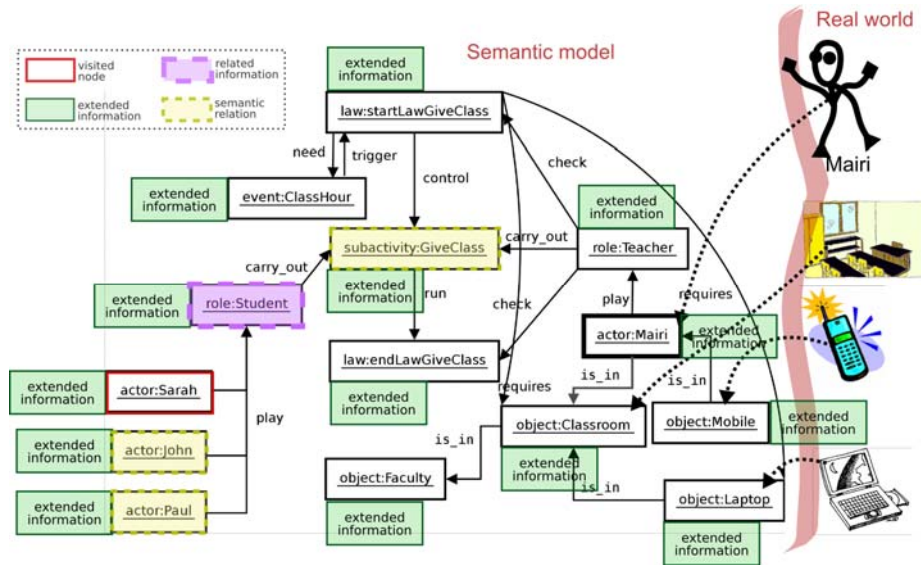 Semantic model
Real world
visited
node
related
information
extended
information
semantic
relation
extended
information
law:startLawGiveClass
need
trigger
control
check
Mairi
extended
information
event:ClassHour
extended
information
carry_out
subactivity:GiveClass
carry_out
role:Teacher
extended
information
role:Student
extended
information
run
check
play
requires
law:endLawGiveClass
actor:Mairi
extended
information
extended
information
is_in
is_in
extended
information
actor:Sarah
play
requires
object:Classroom
object:Mobile
extended
information
extended
information
actor:John
is_in
object:Faculty
extended
information
is_in
extended
information
actor:Paul
extended
information
object:Laptop
extended
information